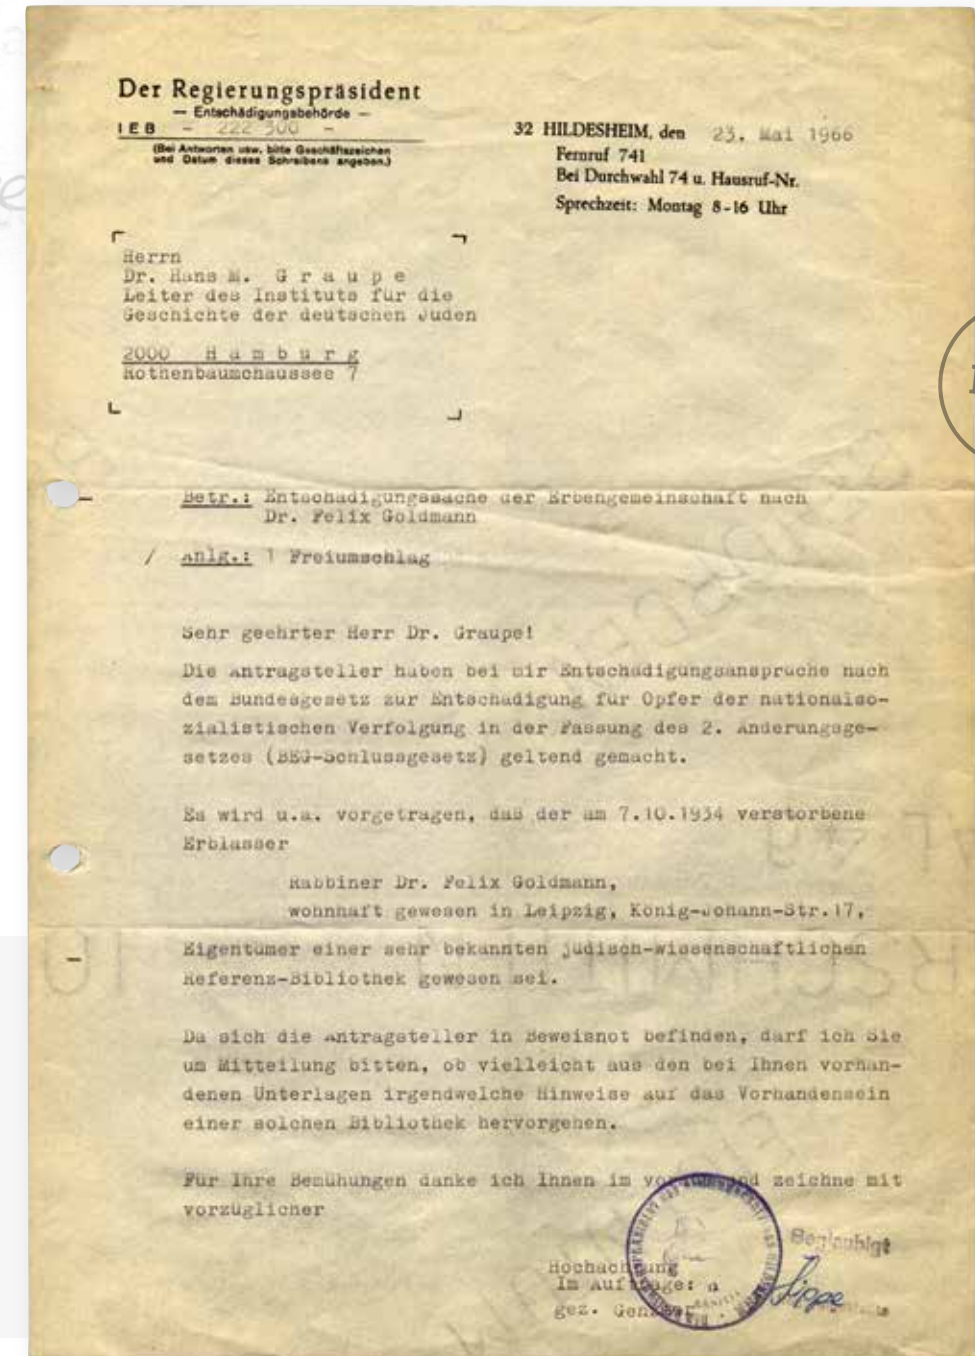 Der Regierungspräsident
— Entschädigungsbehörde —
I E B - 222 300 -
(Bei Antworten usw. bitte Geschäftszeichen
und Datum dieses Schreibens angeben.)
32 HILDESHEIM, den 23. Mai 1966
Fernruf 741
Bei Durchwahl 74 u. Hausruf-Nr.
Sprechzeit: Montag 8-16 Uhr
Herrn
Dr. Hans M. G r a u p e
Leiter des Instituts für die
Geschichte der deutschen Juden
2000 H a m b u r g
Rothenbaumchaussee 7
Betr.: Entschädigungssache der Erbengemeinschaft nach
Dr. Felix Goldmann
/ Anlg.: 1 Freiumschlag
Sehr geehrter Herr Dr. Graupe!
Die Antragsteller haben bei mir Entschädigungsansprüche nach
dem Bundesgesetz zur Entschädigung für Opfer der nationalso-
zialistischen Verfolgung in der Fassung des 2. Änderungsge-
setzes (BEG-Schlussgesetz) geltend gemacht.
Es wird u.a. vorgetragen, daß der am 7.10.1934 verstorbene
Erblasser
Rabbiner Dr. Felix Goldmann,
wohnhaft gewesen in Leipzig, König-Johann-Str.17,
Eigentümer einer sehr bekannten jüdisch-wissenschaftlichen
Referenz-Bibliothek gewesen sei.
Da sich die Antragsteller in Beweisnot befinden, darf ich Sie
um Mitteilung bitten, ob vielleicht aus den bei Ihnen vorhan-
denen Unterlagen irgendwelche Hinweise auf das Vorhandensein
einer solchen Bibliothek hervorgehen.
Für Ihre Bemühungen danke ich Ihnen im und zeichne mit
vorzüglicher
Hochachtung
Im Auftrage:
gez.
Beglaubigt
Lippe